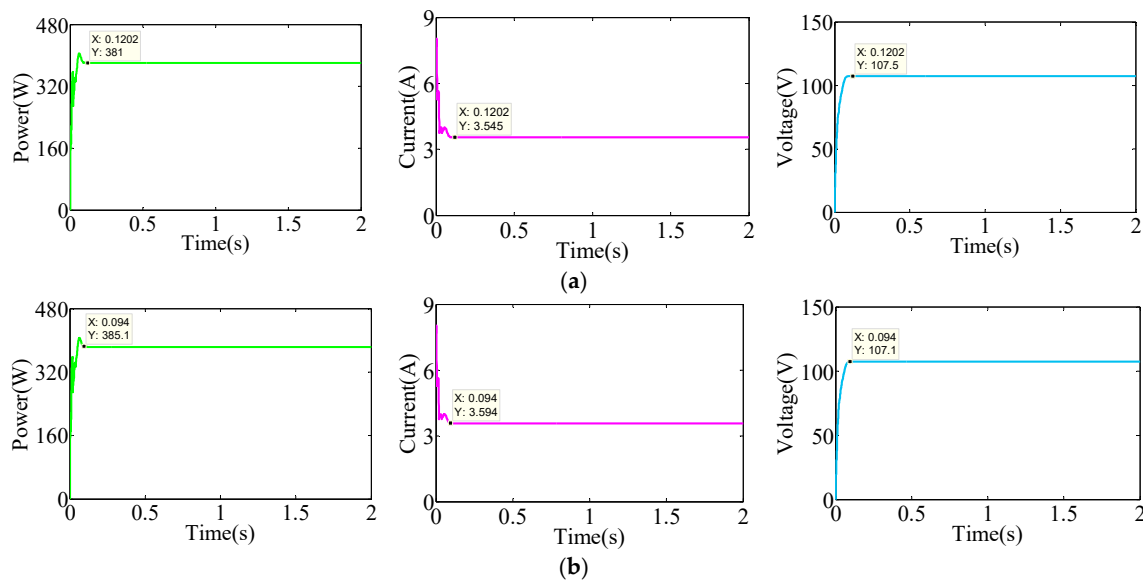 480
320
160
0
Power(W)
X: 0.1202
Y: 381
0 0.5 1 1.5 2
Time(s)
9
6
3
0
Current(A)
X: 0.1202
Y: 3.545
0 0.5 1 1.5 2
Time(s)
150
100
50
0
Voltage(V)
X: 0.1202
Y: 107.5
0 0.5 1 1.5 2
Time(s)
(a)
480
320
160
0
Power(W)
X: 0.094
Y: 385.1
0 0.5 1 1.5 2
Time(s)
9
6
3
0
Current(A)
X: 0.094
Y: 3.594
0 0.5 1 1.5 2
Time(s)
150
100
50
0
Voltage(V)
X: 0.094
Y: 107.1
0 0.5 1 1.5 2
Time(s)
(b)